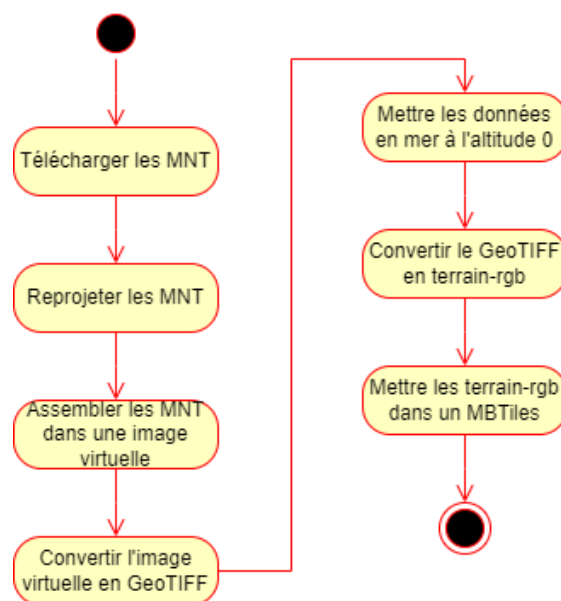 Télécharger les MNT
Reprojeter les MNT
Assembler les MNT
dans une image
virtuelle
Convertir l'image
virtuelle en GeoTIFF
Mettre les données
en mer à l'altitude 0
Convertir le GeoTIFF
en terrain-rgb
Mettre les terrain-rgb
dans un MBTiles